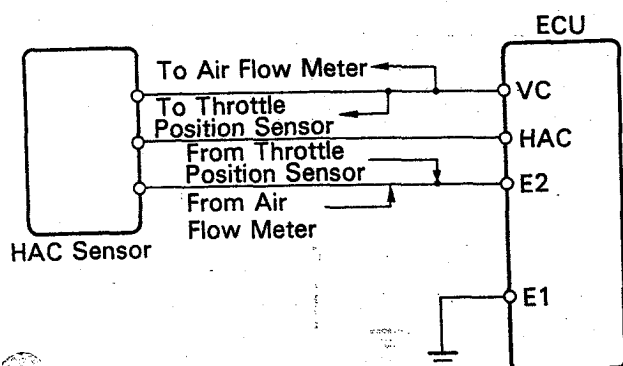 ECU
To Air Flow Meter
VC
To Throttle
Position Sensor
HAC
From Throttle
Position Sensor
E2
From Air
Flow Meter
HAC Sensor
E1